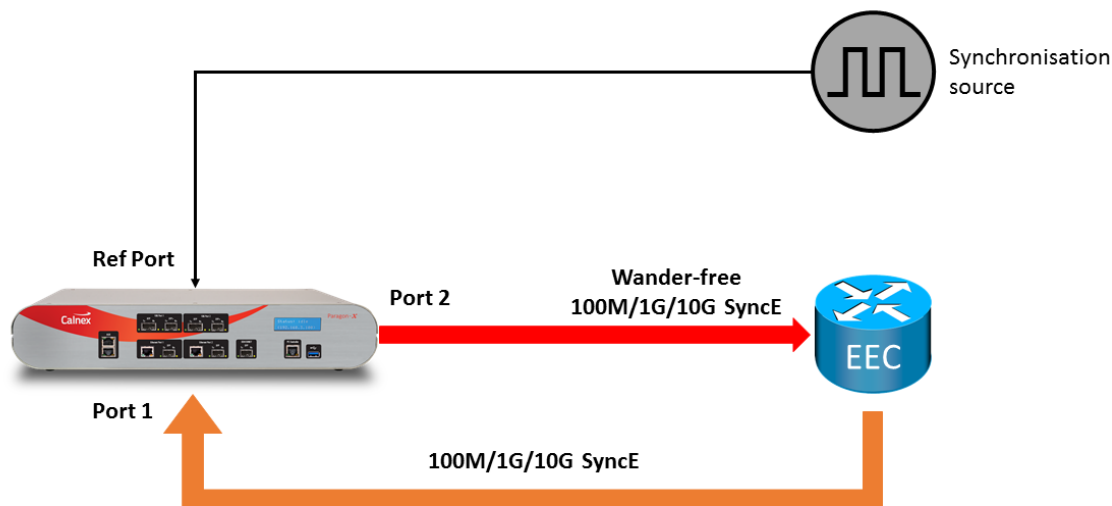 Synchronisation
source
Ref Port
Wander-free
100M/1G/10G SyncE
Port 2
Calnex
Paragon-X
EEC
Port 1
100M/1G/10G SyncE